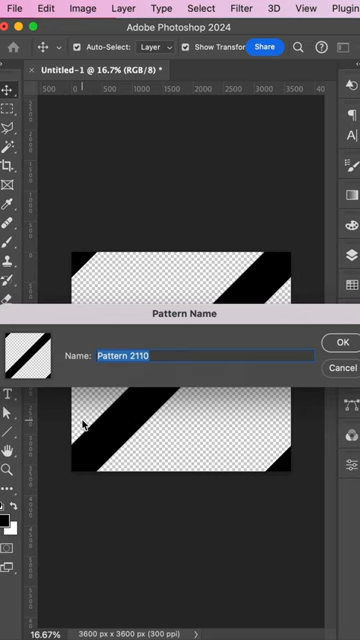 File Edit Image Layer Type Select Filter 3D View Plugin
Adobe Photoshop 2024
Auto-Select: Layer Show Transfor Share
× Untitled-1 @ 16.7% (RGB/8) *
500 0 500 1000 1500 2000 2500 3000 3500 40
Pattern Name
Name: Pattern 2110
OK
Cancel
16.67% 3600 px x 3600 px (300 ppi)